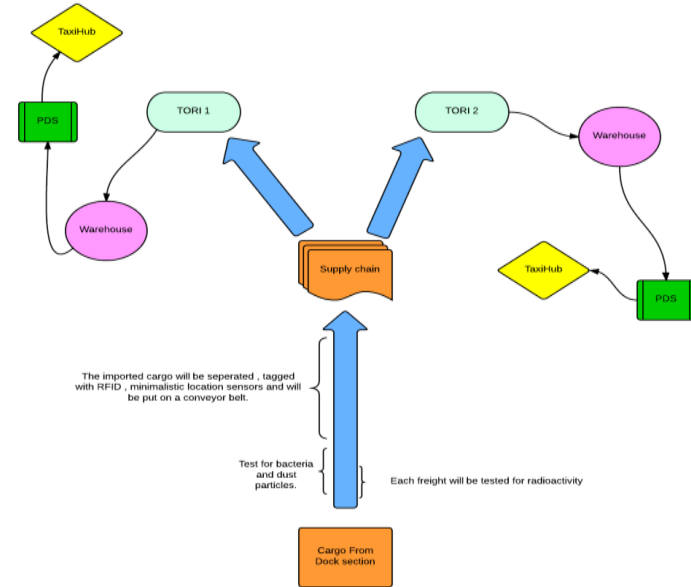 TaxiHub
PDS
TORI 1
Warehouse
TORI 2
Warehouse
Supply chain
TaxiHub
PDS
The imported cargo will be seperated , tagged
with RFID , minimalistic location sensors and will
be put on a conveyor belt.
Test for bacteria
and dust
particles.
Each freight will be tested for radioactivity
Cargo From
Dock section